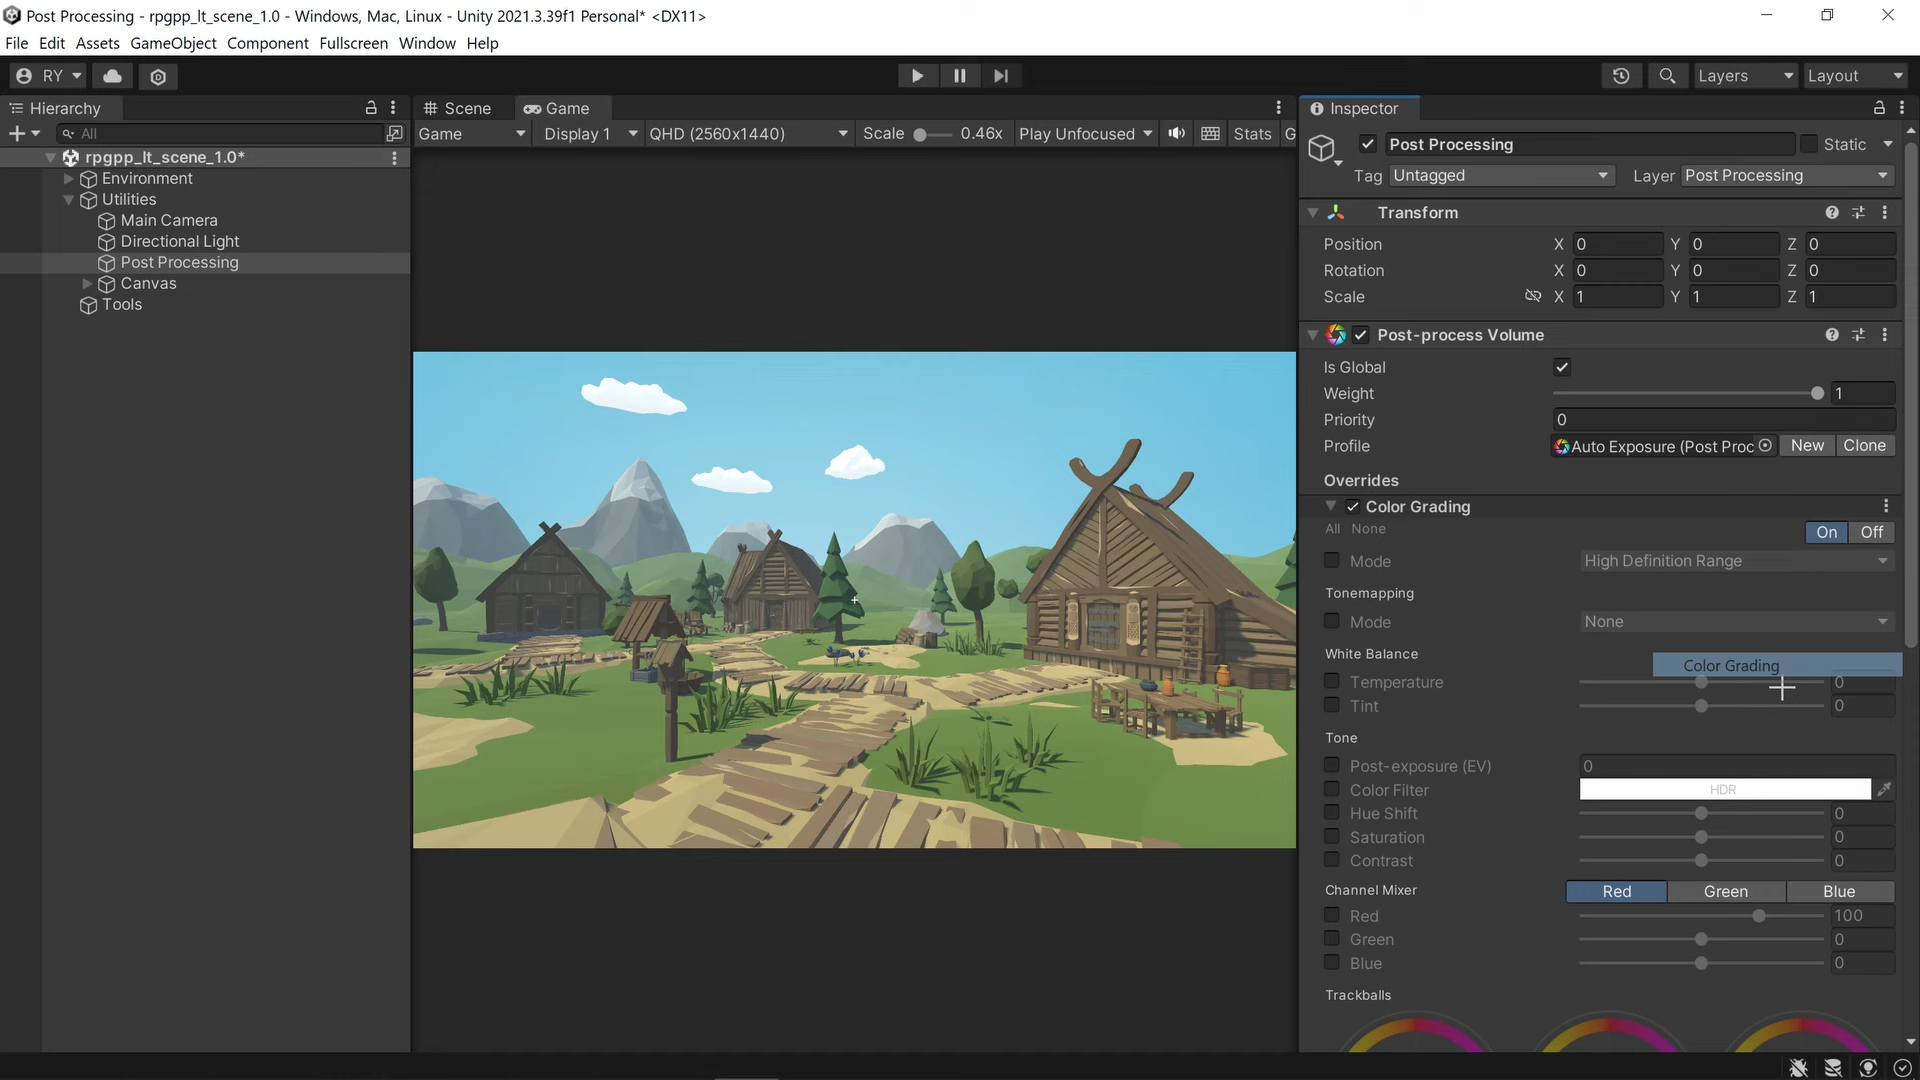 Post Processing - rpgpp_lt_scene_1.0 - Windows, Mac, Linux - Unity 2021.3.39f1 Personal* <DX11>
File Edit Assets GameObject Component Fullscreen Window Help
RY Layers Layout
Hierarchy Scene Game Inspector
All Game Display 1 QHD (2560x1440) Scale 0.46x Play Unfocused Stats G
Post Processing Static
rpgpp_lt_scene_1.0*
Tag Untagged Layer Post Processing
Environment
Utilities
Main Camera
Directional Light
Post Processing
Canvas
Tools
Transform
Position X 0 Y 0 Z 0
Rotation X 0 Y 0 Z 0
Scale X 1 Y 1 Z 1
Post-process Volume
Is Global
Weight 1
Priority 0
Profile Auto Exposure (Post Proc New Clone
Overrides
Color Grading
All None On Off
Mode High Definition Range
Tonemapping
Mode None
White Balance
Color Grading
Temperature 0
Tint 0
Tone
Post-exposure (EV) 0
Color Filter HDR
Hue Shift 0
Saturation 0
Contrast 0
Channel Mixer Red Green Blue
Red 100
Green 0
Blue 0
Trackballs